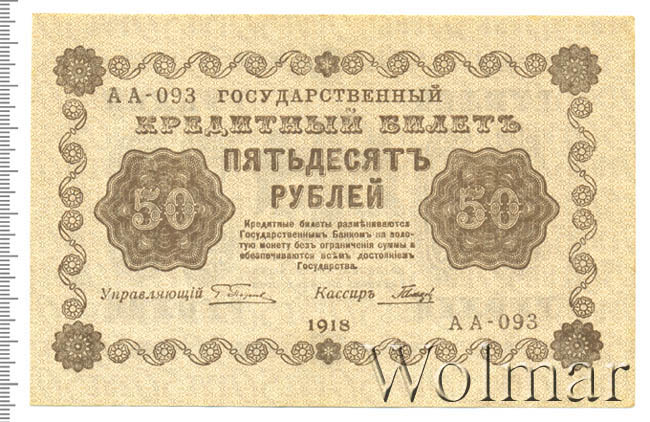 АА-093 ГОСУДАРСТВЕННЫЙ
КРЕДИТНЫЙ БИЛЕТЪ
ПЯТЬДЕСЯТЪ
РУБЛЕЙ
50
50
Кредитные билеты размѣниваются
Государственнымъ Банкомъ на золо-
тую монету безъ ограниченія суммы и
обезпечиваются всѣмъ достояніемъ
Государства.
Управляющій
Кассиръ
1918
АА-093
Wolmar